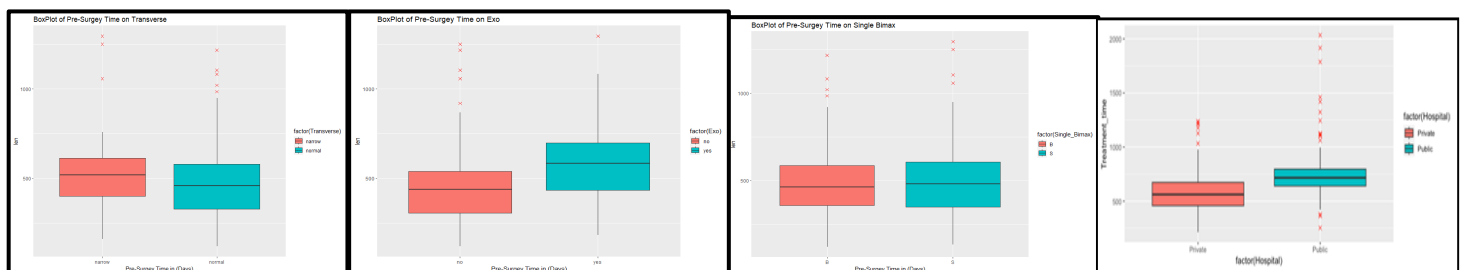 BoxPlot of Pre-Surgey Time on Transverse
1000
500
len
narrow
normal
Pre-Surgey Time in (Days)
factor(Transverse)
narrow
normal
BoxPlot of Pre-Surgey Time on Exo
1000
500
len
no
yes
Pre-Surgey Time in (Days)
factor(Exo)
no
yes
BoxPlot of Pre-Surgey Time on Single Bimax
1000
500
len
B
S
Pre-Surgey Time in (Days)
factor(Single_Bimax)
B
S
2000
1500
1000
500
Treatment_time
Private
Public
factor(Hospital)
factor(Hospital)
Private
Public